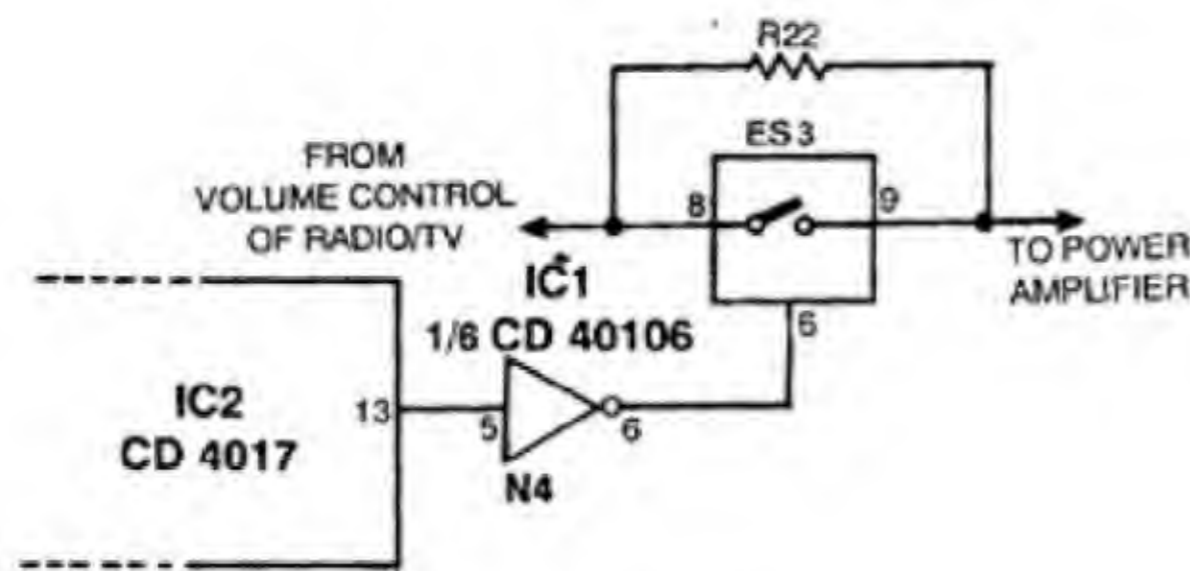 R22
ES3
FROM
VOLUME CONTROL
OF RADIO/TV
8
9
TO POWER
AMPLIFIER
IC1
1/6 CD 40106
6
IC2
CD 4017
13
5
6
N4